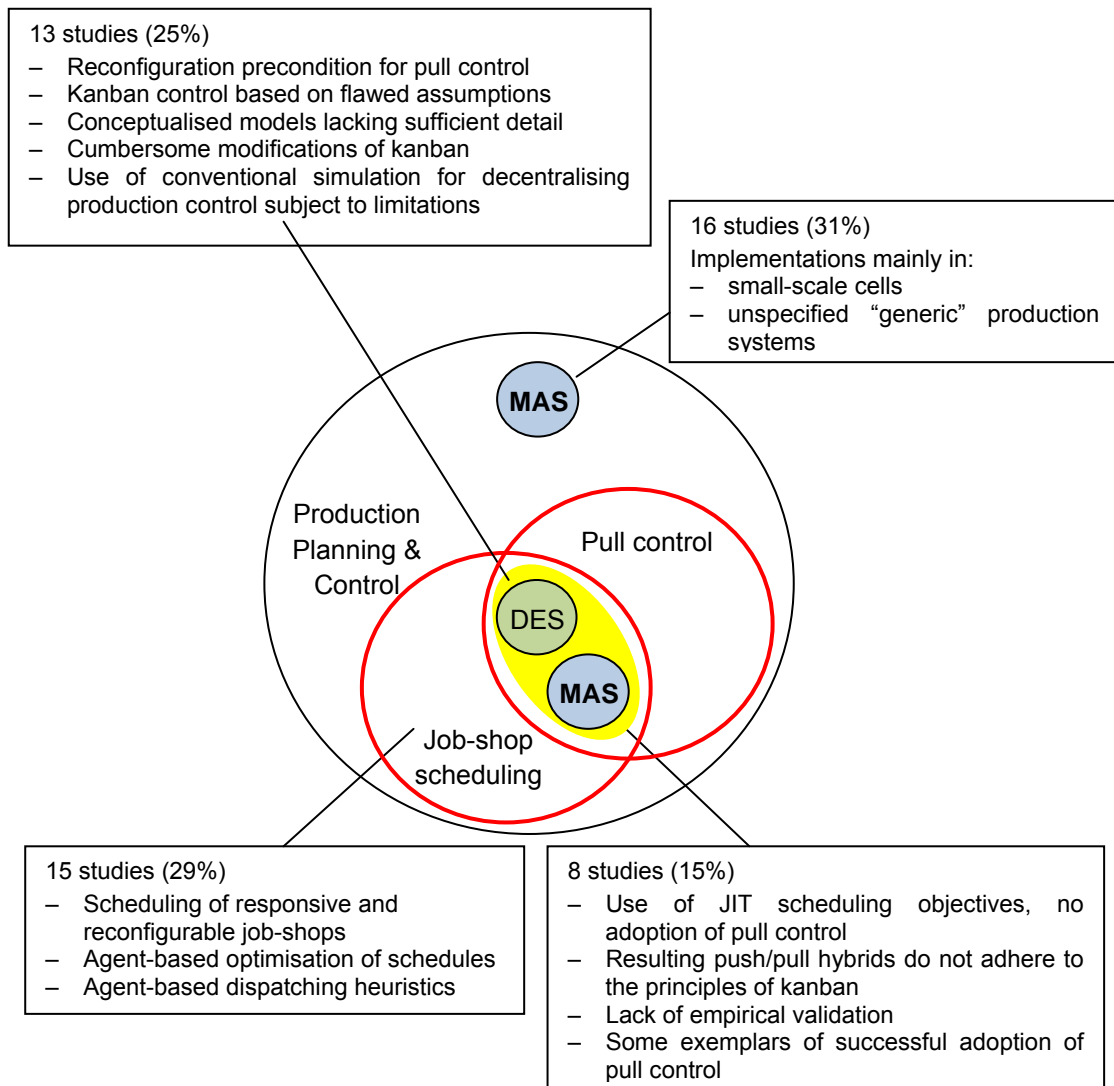 13 studies (25%)
– Reconfiguration precondition for pull control
– Kanban control based on flawed assumptions
– Conceptualised models lacking sufficient detail
– Cumbersome modifications of kanban
– Use of conventional simulation for decentralising
production control subject to limitations
16 studies (31%)
Implementations mainly in:
– small-scale cells
– unspecified “generic” production
systems
MAS
Production
Planning &
Control
Pull control
DES
MAS
Job-shop
scheduling
15 studies (29%)
– Scheduling of responsive and
reconfigurable job-shops
– Agent-based optimisation of schedules
– Agent-based dispatching heuristics
8 studies (15%)
– Use of JIT scheduling objectives, no
adoption of pull control
– Resulting push/pull hybrids do not adhere to
the principles of kanban
– Lack of empirical validation
– Some exemplars of successful adoption of
pull control